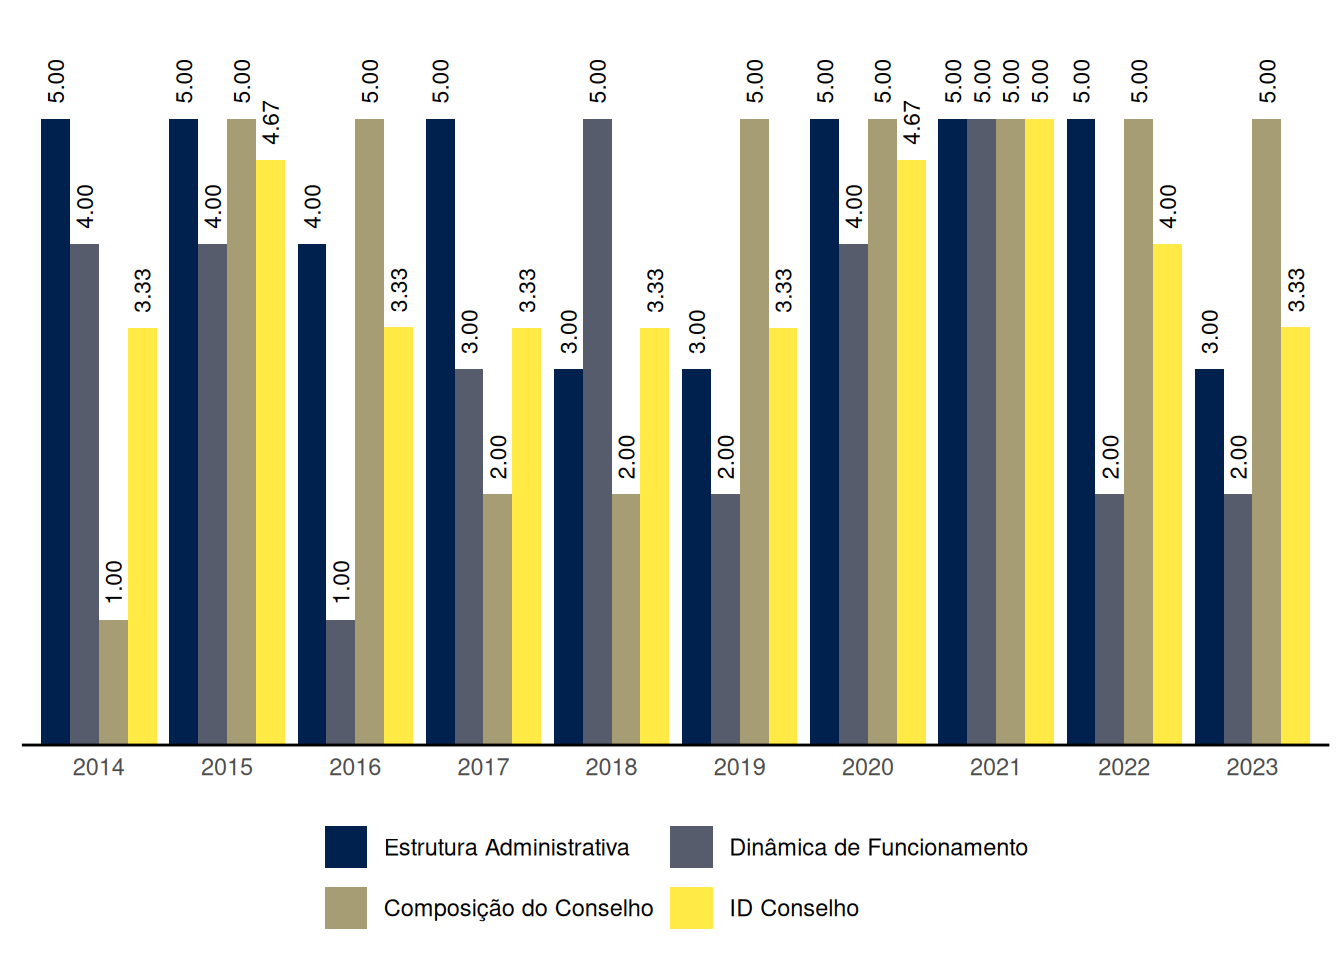 5.00 4.00 1.00 3.33
5.00 4.00 5.00 4.67
4.00 1.00 5.00 3.33
5.00 3.00 2.00 3.33
3.00 5.00 2.00 3.33
3.00 2.00 5.00 3.33
5.00 4.00 5.00 4.67
5.00 5.00 5.00 5.00
5.00 2.00 5.00 4.00
3.00 2.00 5.00 3.33
2014 2015 2016 2017 2018 2019 2020 2021 2022 2023
Estrutura Administrativa Dinâmica de Funcionamento
Composição do Conselho ID Conselho